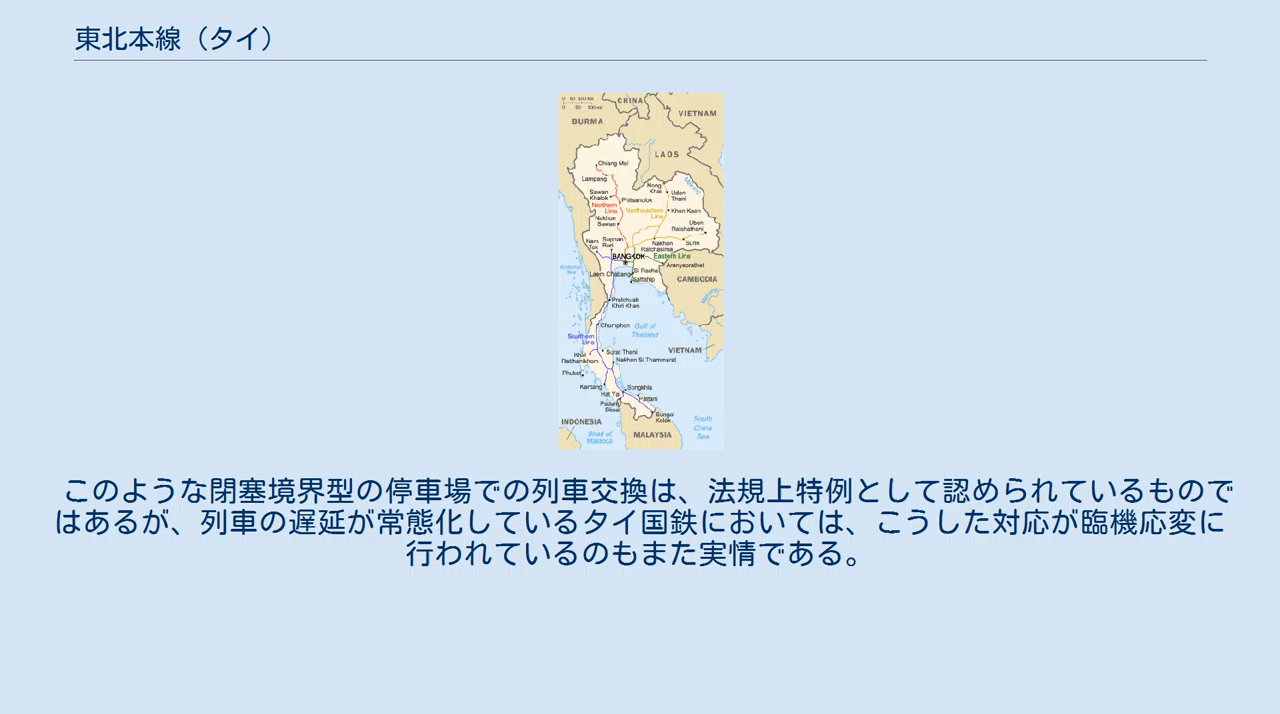 東北本線（タイ）
CHINA
BURMA
VIETNAM
LAOS
Chiang Mai
Lampang
Nong
Khai
Udon
Thani
Sawan
Khalok
Phitsanulok
Northern
Line
Northeastern
Line
Khon Kaen
Nakhon
Sawan
Ubon
Ratchathani
Nam
Tok
Suphan
Buri
Nakhon
Ratchasima
Surin
BANGKOK
Eastern Line
Aranyaprathet
Andaman
Sea
Laem Chabang
Si Racha
Sattahip
CAMBODIA
Prachuab
Khiri Khan
Chumphon
Gulf of
Thailand
Southern
Line
VIETNAM
Khiri
Ratthanikhom
Surat Thani
Nakhon Si Thammarat
Phuket
Kantang
Songkhla
Hat Yai
Pattani
Padang
Besar
Sungai
Kolok
INDONESIA
Strait of
Malacca
MALAYSIA
South
China
Sea
このような閉塞境界型の停車場での列車交換は、法規上特例として認められているもので
はあるが、列車の遅延が常態化しているタイ国鉄においては、こうした対応が臨機応変に
行われているのもまた実情である。